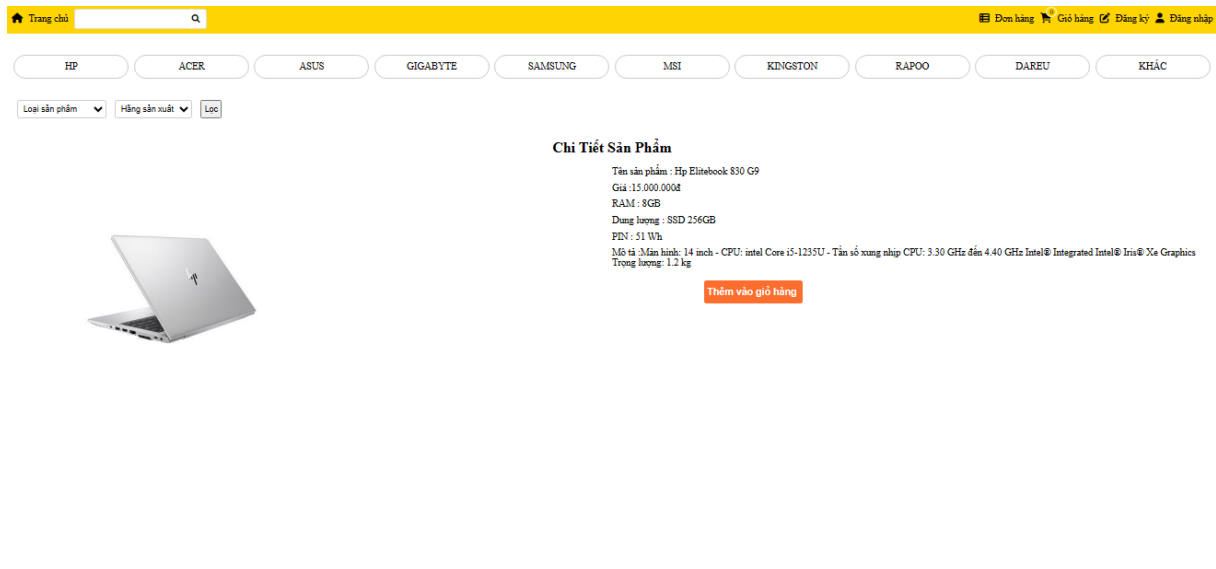 Trang chủ
0
Đơn hàng Giỏ hàng Đăng ký Đăng nhập
HP ACER ASUS GIGABYTE SAMSUNG MSI KINGSTON RAPOO DAREU KHÁC
Loại sản phẩm Hãng sản xuất Lọc
Chi Tiết Sản Phẩm
Tên sản phẩm : Hp Elitebook 830 G9
Giá :15.000.000đ
RAM : 8GB
Dung lượng : SSD 256GB
PIN : 51 Wh
Mô tả :Màn hình: 14 inch - CPU: intel Core i5-1235U - Tần số xung nhịp CPU: 3.30 GHz đến 4.40 GHz Intel® Integrated Intel® Iris® Xe Graphics
Trọng lượng: 1.2 kg
Thêm vào giỏ hàng
hp